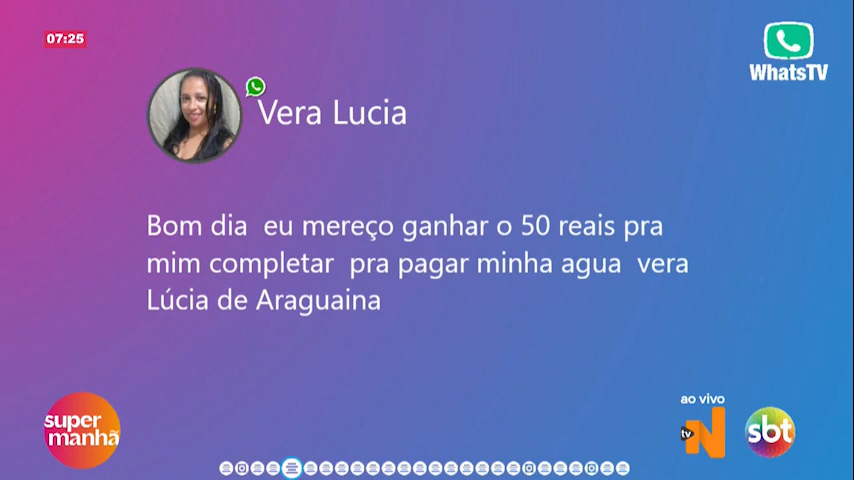 07:25
WhatsTV
Vera Lucia
Bom dia  eu mereço ganhar o 50 reais pra
mim completar  pra pagar minha agua  vera
Lúcia de Araguaina
super
manhã
ao vivo
tv N
sbt